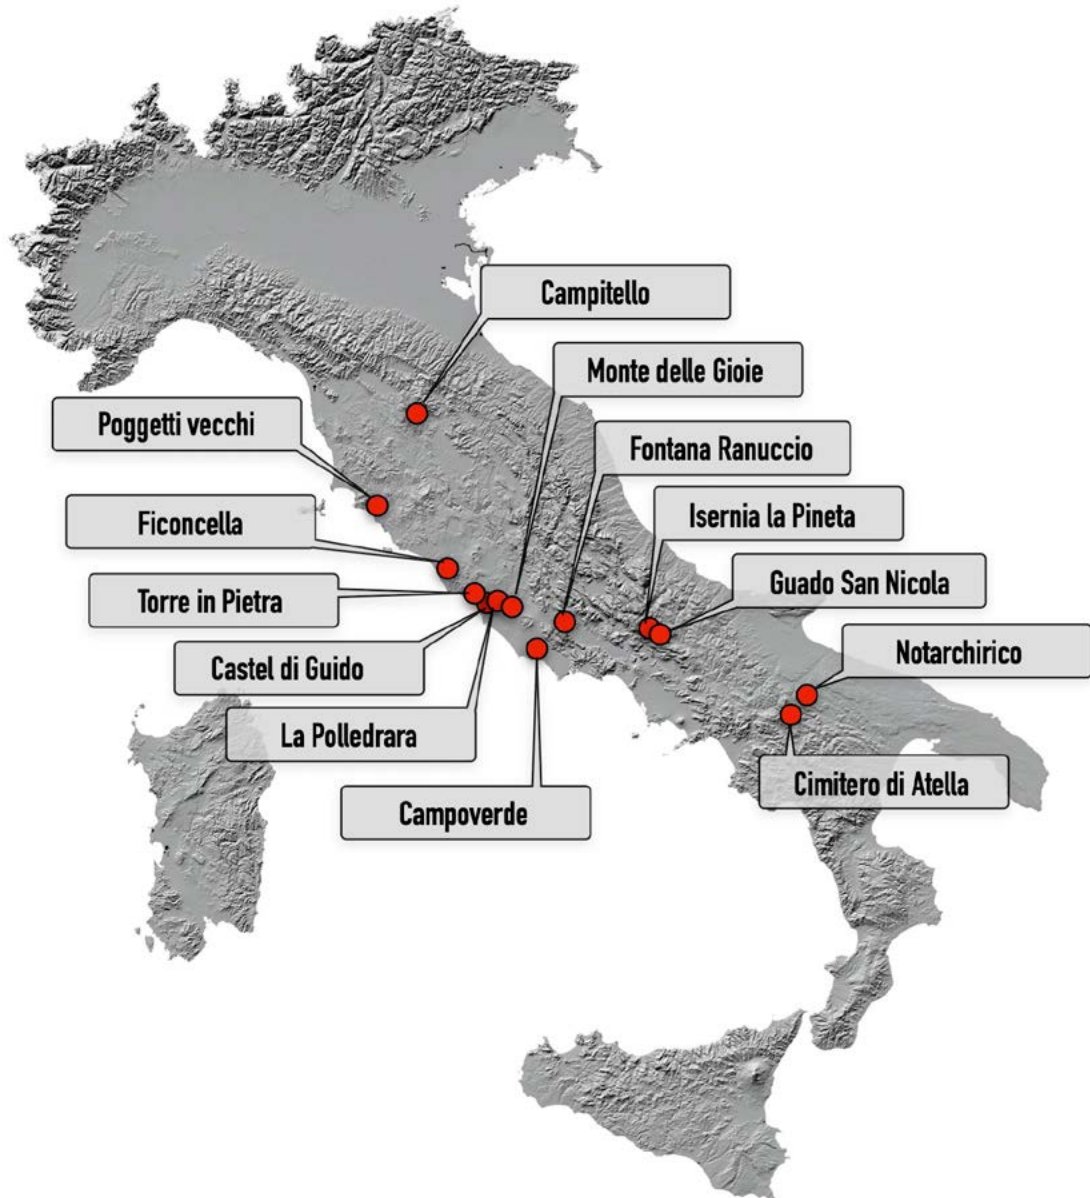 Campitello
Monte delle Gioie
Poggetti vecchi
Fontana Ranuccio
Isernia la Pineta
Ficoncella
Guado San Nicola
Torre in Pietra
Notarchirico
Castel di Guido
La Polledrara
Cimitero di Atella
Campoverde